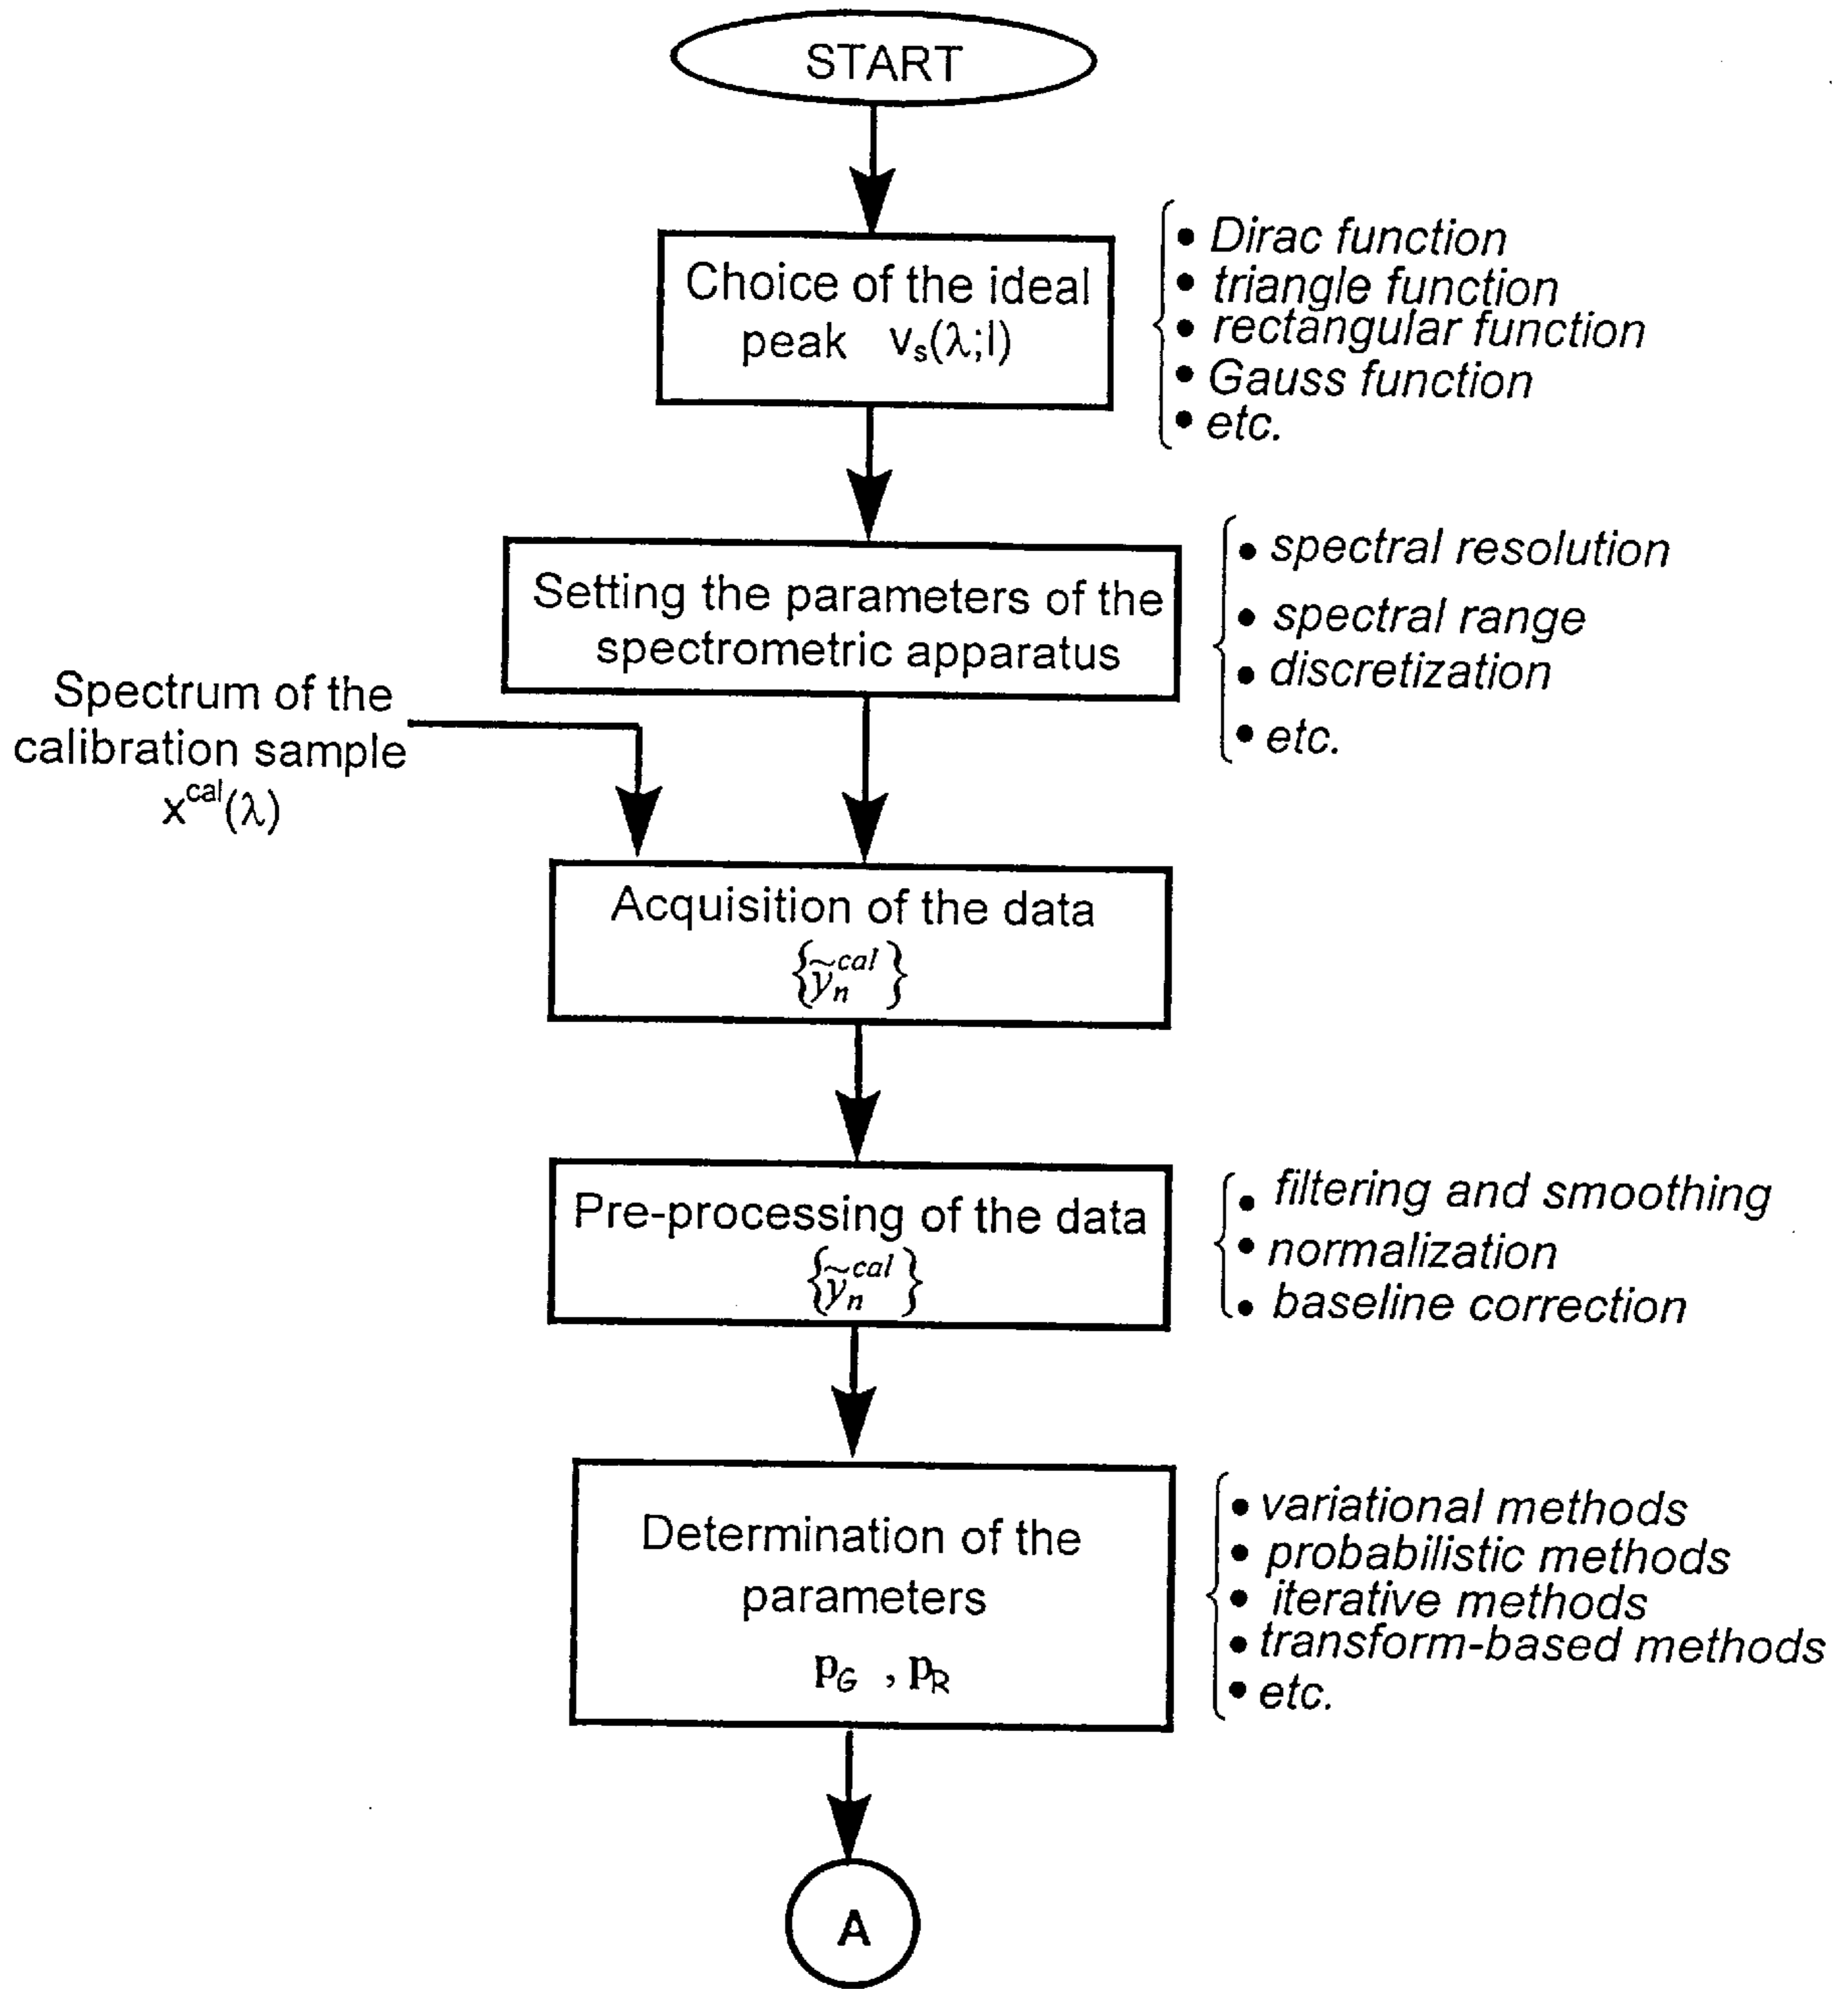 START
Choice of the ideal
peak vₛ(λ;l)
• Dirac function
• triangle function
• rectangular function
• Gauss function
• etc.
Setting the parameters of the
spectrometric apparatus
• spectral resolution
• spectral range
• discretization
• etc.
Spectrum of the
calibration sample
x^cal(λ)
Acquisition of the data
{ỹₙ^cal}
Pre-processing of the data
{ỹₙ^cal}
• filtering and smoothing
• normalization
• baseline correction
Determination of the
parameters
p_G , p_R
• variational methods
• probabilistic methods
• iterative methods
• transform-based methods
• etc.
A